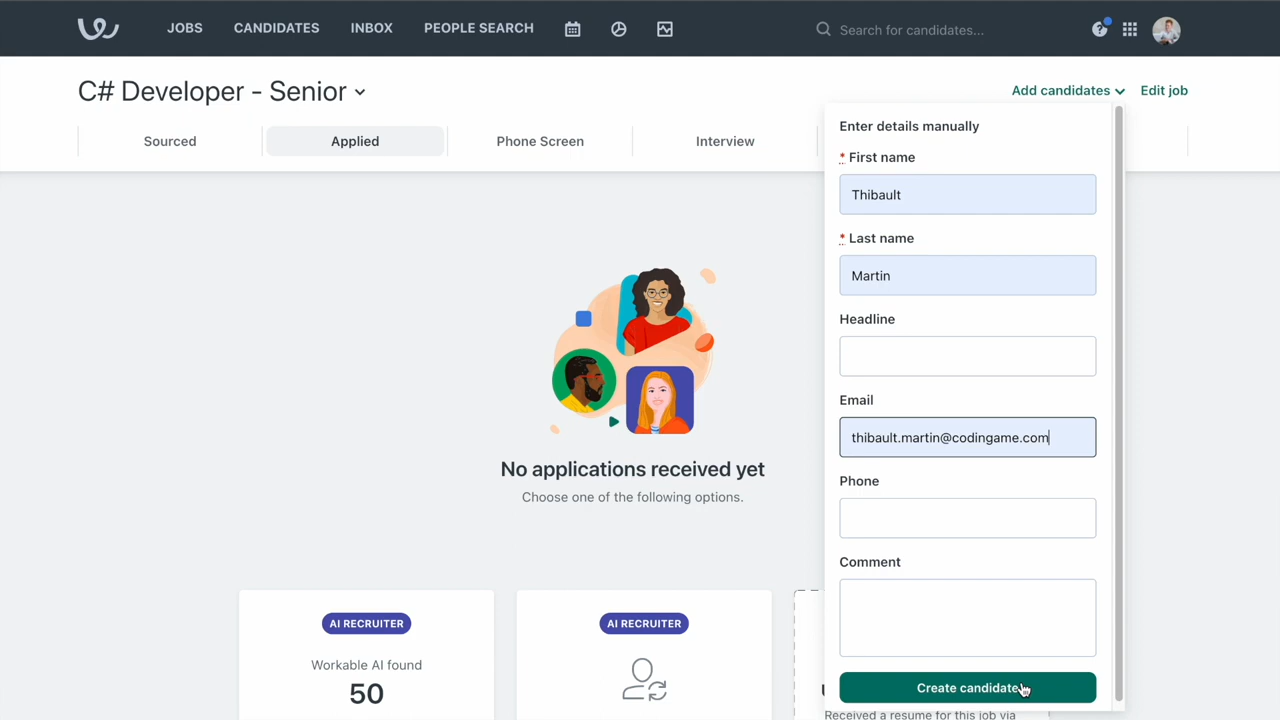 JOBS
CANDIDATES
INBOX
PEOPLE SEARCH
Search for candidates...
?
C# Developer - Senior
Add candidates
Edit job
Sourced
Applied
Phone Screen
Interview
Enter details manually
* First name
Thibault
* Last name
Martin
Headline
Email
thibault.martin@codingame.com
Phone
Comment
Create candidate
No applications received yet
Choose one of the following options.
AI RECRUITER
Workable AI found
50
AI RECRUITER
Received a resume for this job via